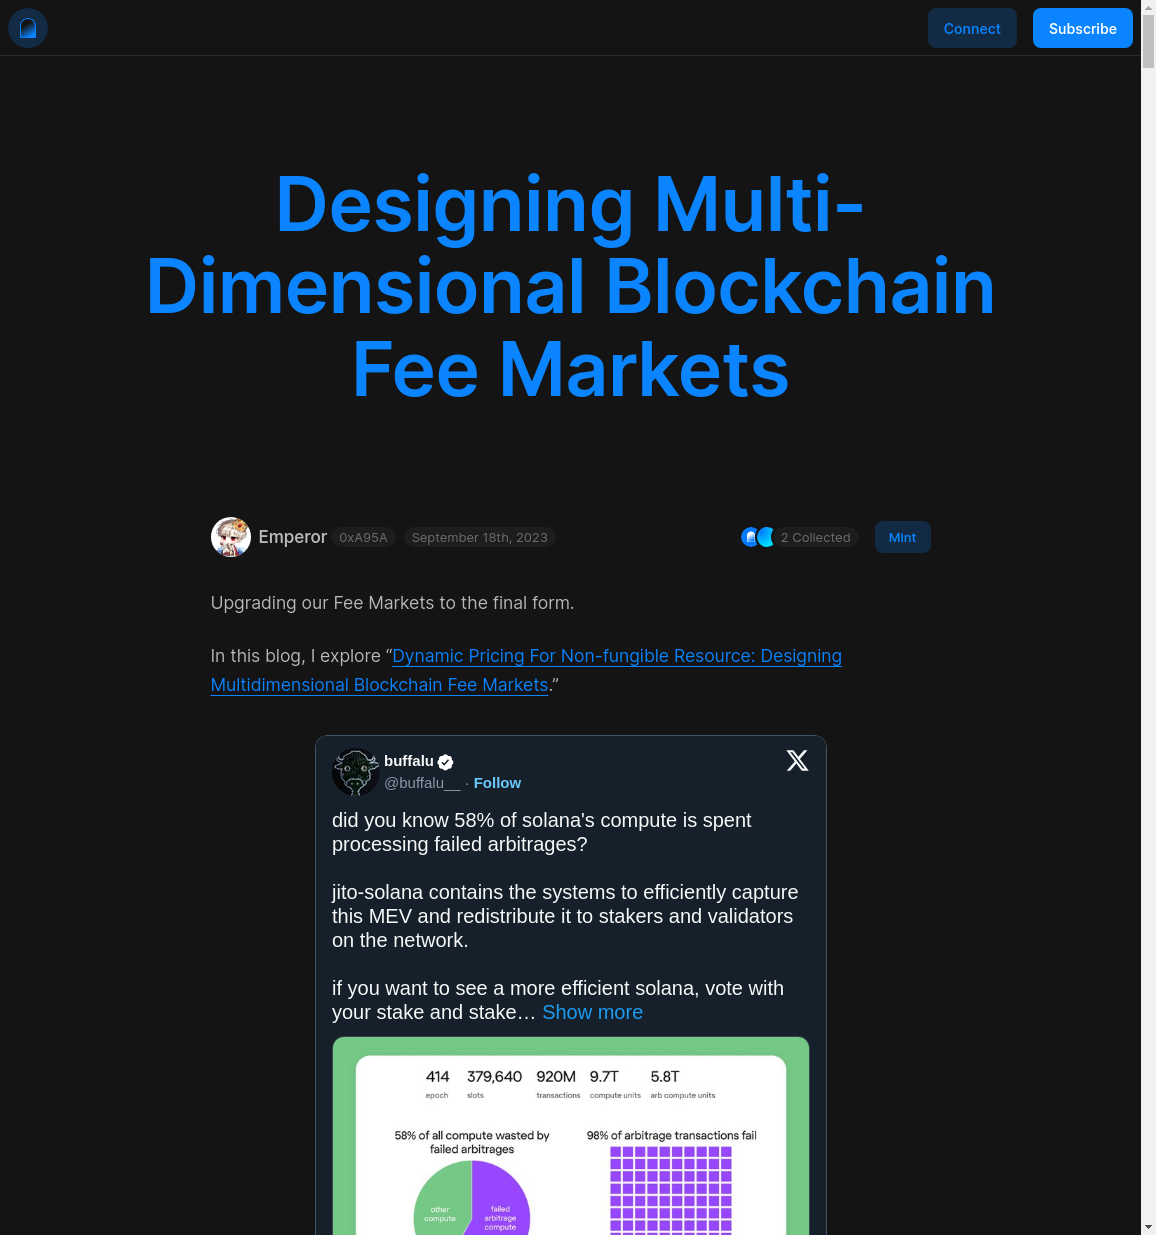 Connect
Subscribe
Designing Multi-
Dimensional Blockchain
Fee Markets
Emperor 0xA95A September 18th, 2023
2 Collected
Mint
Upgrading our Fee Markets to the final form.
In this blog, I explore “Dynamic Pricing For Non-fungible Resource: Designing
Multidimensional Blockchain Fee Markets.”
buffalu
@buffalu__ · Follow
did you know 58% of solana's compute is spent
processing failed arbitrages?
jito-solana contains the systems to efficiently capture
this MEV and redistribute it to stakers and validators
on the network.
if you want to see a more efficient solana, vote with
your stake and stake… Show more
414 379,640 920M 9.7T 5.8T
epoch slots transactions compute units arb compute units
58% of all compute wasted by
failed arbitrages
98% of arbitrage transactions fail
other
compute
failed
arbitrage
compute